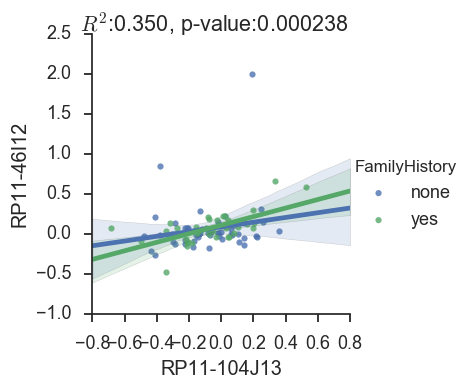 R²:0.350, p-value:0.000238
2.5
2.0
1.5
1.0
0.5
0.0
−0.5
−1.0
RP11-46I12
−0.8 −0.6 −0.4 −0.2 0.0 0.2 0.4 0.6 0.8
RP11-104J13
FamilyHistory
none
yes